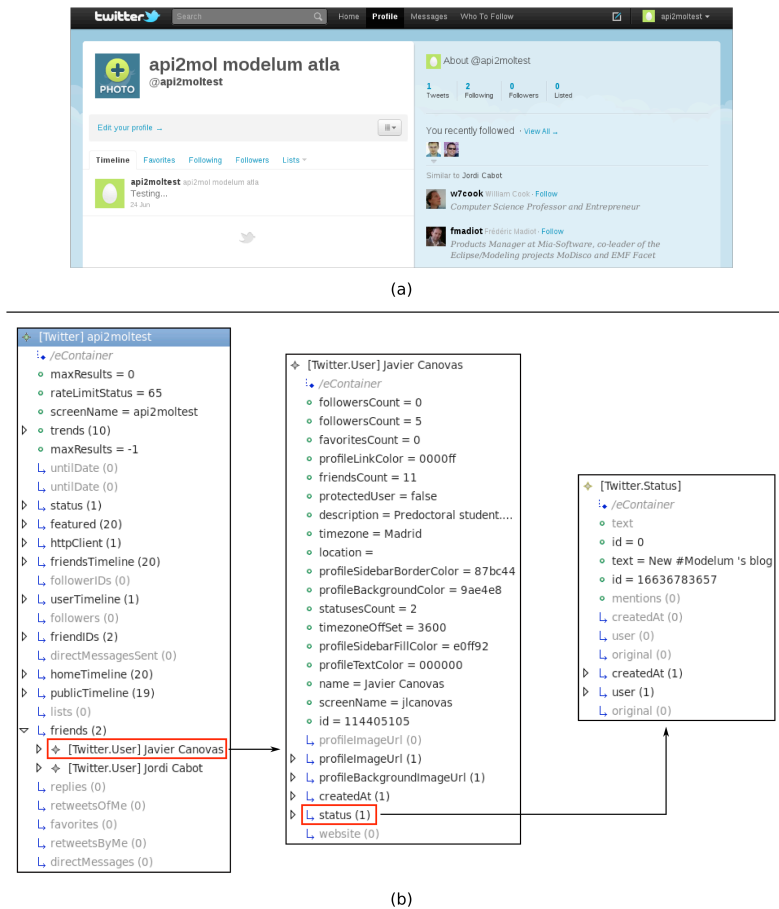 twitter
Search
Home Profile Messages Who To Follow
api2moltest
PHOTO
api2mol modelum atla
@api2moltest
Edit your profile →
Timeline Favorites Following Followers Lists
api2moltest api2mol modelum atla
Testing...
24 Jun
About @api2moltest
1 2 0 0
Tweets Following Followers Listed
You recently followed · View All →
Similar to Jordi Cabot
w7cook William Cook · Follow
Computer Science Professor and Entrepreneur
fmadiot Frédéric Madiot · Follow
Products Manager at Mia-Software, co-leader of the
Eclipse/Modeling projects MoDisco and EMF Facet
(a)
[Twitter] api2moltest
/eContainer
maxResults = 0
rateLimitStatus = 65
screenName = api2moltest
trends (10)
maxResults = -1
untilDate (0)
untilDate (0)
status (1)
featured (20)
httpClient (1)
friendsTimeline (20)
followerIDs (0)
userTimeline (1)
followers (0)
friendIDs (2)
directMessagesSent (0)
homeTimeline (20)
publicTimeline (19)
lists (0)
friends (2)
[Twitter.User] Javier Canovas
[Twitter.User] Jordi Cabot
replies (0)
retweetsOfMe (0)
favorites (0)
retweetsByMe (0)
directMessages (0)
[Twitter.User] Javier Canovas
/eContainer
followersCount = 0
followersCount = 5
favoritesCount = 0
profileLinkColor = 0000ff
friendsCount = 11
protectedUser = false
description = Predoctoral student....
timezone = Madrid
location =
profileSidebarBorderColor = 87bc44
profileBackgroundColor = 9ae4e8
statusesCount = 2
timezoneOffSet = 3600
profileSidebarFillColor = e0ff92
profileTextColor = 000000
name = Javier Canovas
screenName = jlcanovas
id = 114405105
profileImageUrl (0)
profileImageUrl (1)
profileBackgroundImageUrl (1)
createdAt (1)
status (1)
website (0)
[Twitter.Status]
/eContainer
text
id = 0
text = New #Modelum 's blog
id = 16636783657
mentions (0)
createdAt (0)
user (0)
original (0)
createdAt (1)
user (1)
original (0)
(b)